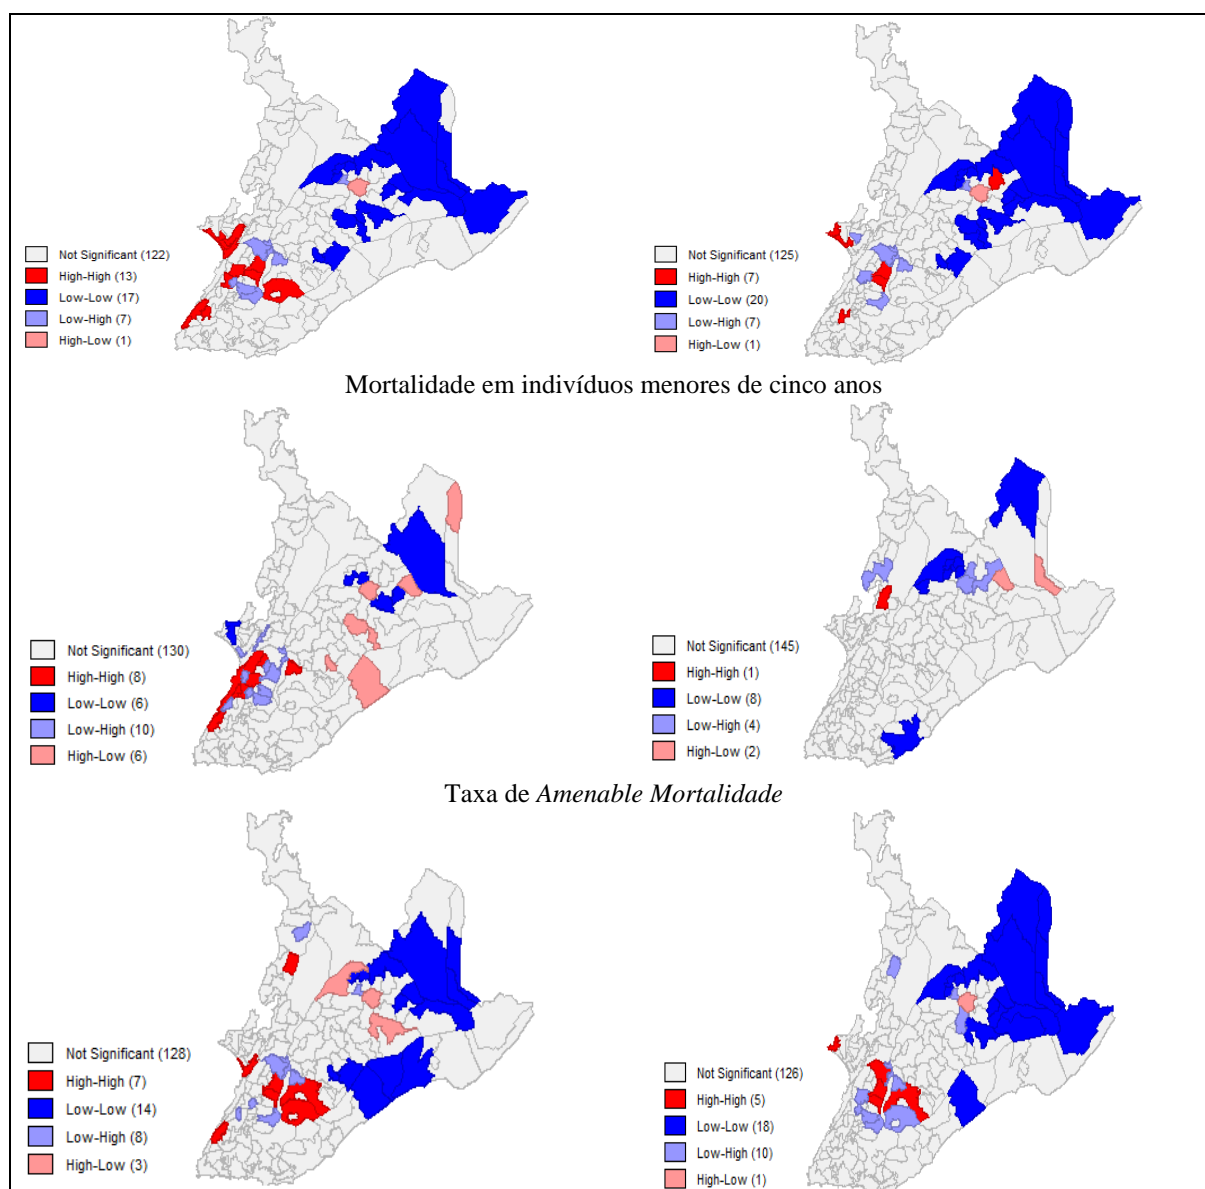 Not Significant (122)
High-High (13)
Low-Low (17)
Low-High (7)
High-Low (1)
Not Significant (125)
High-High (7)
Low-Low (20)
Low-High (7)
High-Low (1)
Mortalidade em indivíduos menores de cinco anos
Not Significant (130)
High-High (8)
Low-Low (6)
Low-High (10)
High-Low (6)
Not Significant (145)
High-High (1)
Low-Low (8)
Low-High (4)
High-Low (2)
Taxa de Amenable Mortalidade
Not Significant (128)
High-High (7)
Low-Low (14)
Low-High (8)
High-Low (3)
Not Significant (126)
High-High (5)
Low-Low (18)
Low-High (10)
High-Low (1)